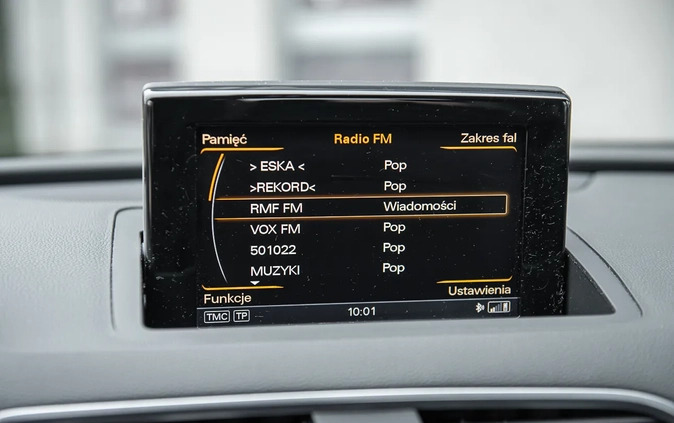 Pamięć Radio FM Zakres fal
> ESKA < Pop
>REKORD< Pop
RMF FM Wiadomości
VOX FM Pop
501022 Pop
MUZYKI Pop
Funkcje Ustawienia
TMC TP 10:01